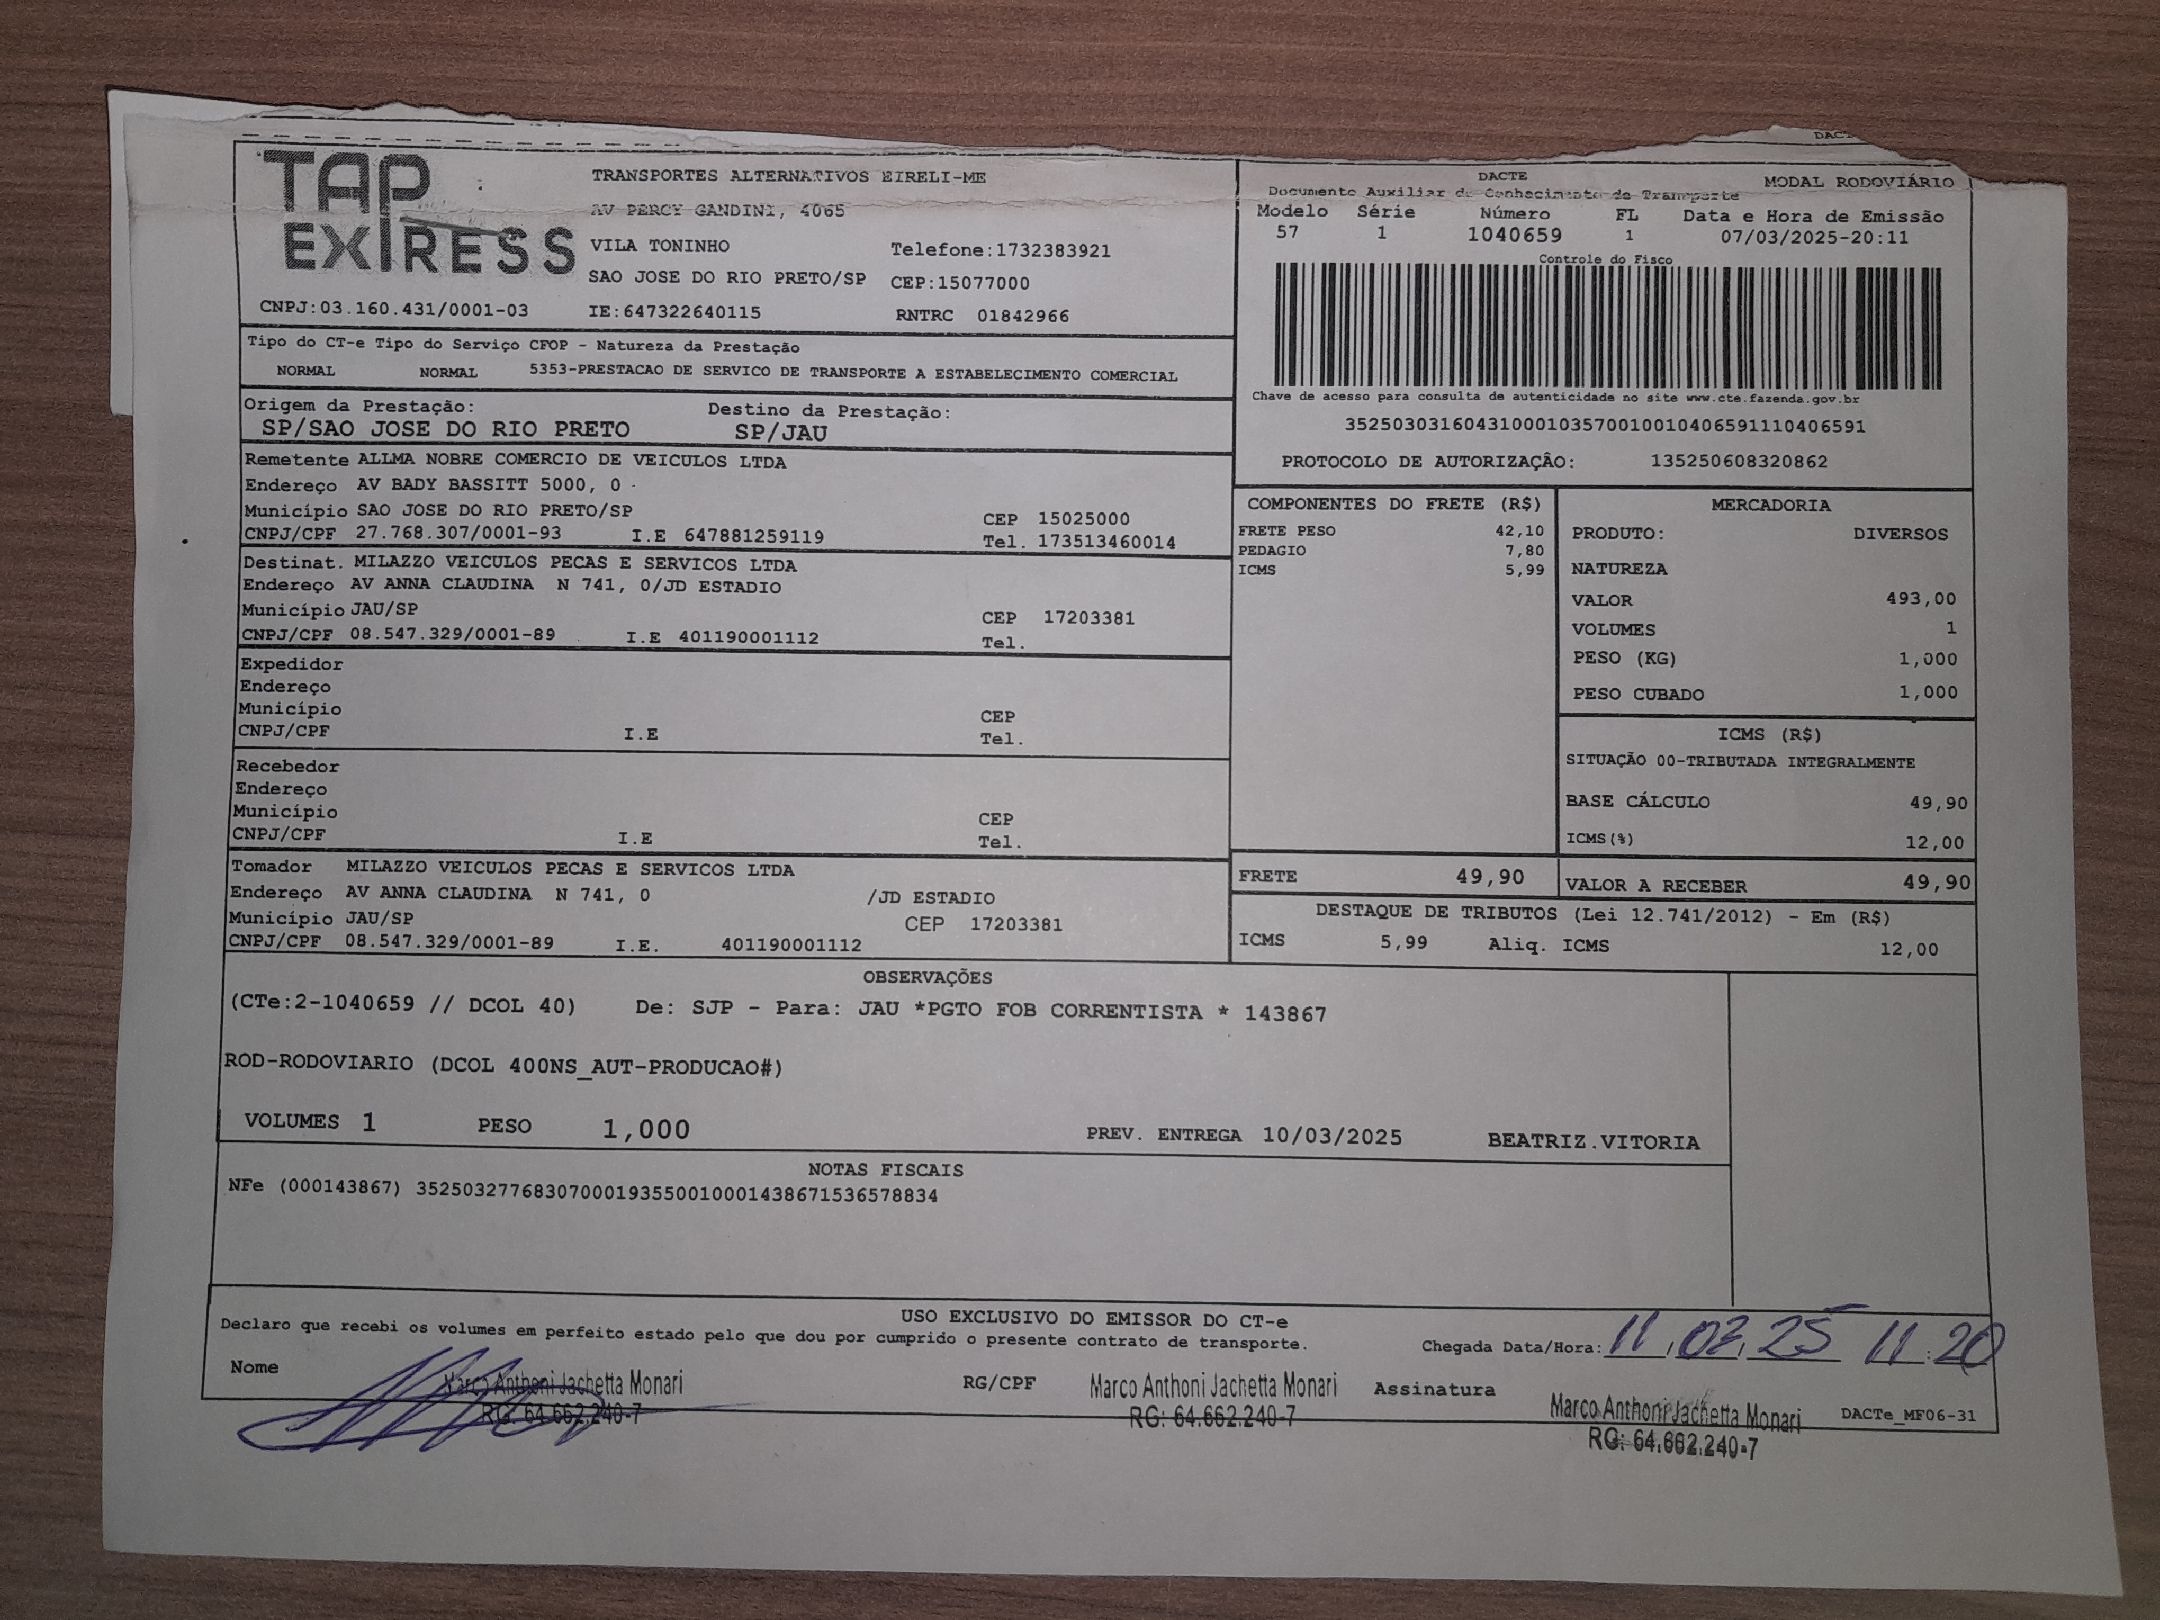 DACT
TAP
EXPRESS
TRANSPORTES ALTERNATIVOS EIRELI-ME
AV PERCY GANDINI, 4065
VILA TONINHO Telefone:1732383921
SAO JOSE DO RIO PRETO/SP CEP:15077000
CNPJ:03.160.431/0001-03 IE:647322640115 RNTRC 01842966
DACTE MODAL RODOVIÁRIO
Documento Auxiliar de Conhecimento de Transporte
Modelo Série Número FL Data e Hora de Emissão
57 1 1040659 1 07/03/2025-20:11
Controle do Fisco
Chave de acesso para consulta de autenticidade no site www.cte.fazenda.gov.br
35250303160431000103570010010406591110406591
PROTOCOLO DE AUTORIZAÇÂO: 135250608320862
Tipo do CT-e Tipo do Serviço CFOP - Natureza da Prestação
NORMAL NORMAL 5353-PRESTACAO DE SERVICO DE TRANSPORTE A ESTABELECIMENTO COMERCIAL
Origem da Prestação: Destino da Prestação:
SP/SAO JOSE DO RIO PRETO SP/JAU
Remetente ALLMA NOBRE COMERCIO DE VEICULOS LTDA
Endereço AV BADY BASSITT 5000, 0
Município SAO JOSE DO RIO PRETO/SP CEP 15025000
CNPJ/CPF 27.768.307/0001-93 I.E 647881259119 Tel. 173513460014
Destinat. MILAZZO VEICULOS PECAS E SERVICOS LTDA
Endereço AV ANNA CLAUDINA N 741, 0/JD ESTADIO
Município JAU/SP CEP 17203381
CNPJ/CPF 08.547.329/0001-89 I.E 401190001112 Tel.
Expedidor
Endereço
Município CEP
CNPJ/CPF I.E Tel.
Recebedor
Endereço
Município CEP
CNPJ/CPF I.E Tel.
Tomador MILAZZO VEICULOS PECAS E SERVICOS LTDA
Endereço AV ANNA CLAUDINA N 741, 0 /JD ESTADIO
Município JAU/SP CEP 17203381
CNPJ/CPF 08.547.329/0001-89 I.E. 401190001112
COMPONENTES DO FRETE (R$)
FRETE PESO 42,10
PEDAGIO 7,80
ICMS 5,99
MERCADORIA
PRODUTO: DIVERSOS
NATUREZA
VALOR 493,00
VOLUMES 1
PESO (KG) 1,000
PESO CUBADO 1,000
ICMS (R$)
SITUAÇÃO 00-TRIBUTADA INTEGRALMENTE
BASE CÁLCULO 49,90
ICMS(%) 12,00
FRETE 49,90 VALOR A RECEBER 49,90
DESTAQUE DE TRIBUTOS (Lei 12.741/2012) - Em (R$)
ICMS 5,99 Aliq. ICMS 12,00
OBSERVAÇÕES
(CTe:2-1040659 // DCOL 40) De: SJP - Para: JAU *PGTO FOB CORRENTISTA * 143867
ROD-RODOVIARIO (DCOL 400NS_AUT-PRODUCAO#)
VOLUMES 1 PESO 1,000 PREV. ENTREGA 10/03/2025 BEATRIZ.VITORIA
NOTAS FISCAIS
NFe (000143867) 35250327768307000193550010001438671536578834
USO EXCLUSIVO DO EMISSOR DO CT-e
Declaro que recebi os volumes em perfeito estado pelo que dou por cumprido o presente contrato de transporte. Chegada Data/Hora: 11.03.25 11:20
Nome Marco Anthoni Jachetta Monari RG/CPF Marco Anthoni Jachetta Monari Assinatura Marco Anthoni Jachetta Monari DACTe_MF06-31
RG: 64.662.240-7 RG: 64.662.240-7 RG: 64.662.240-7